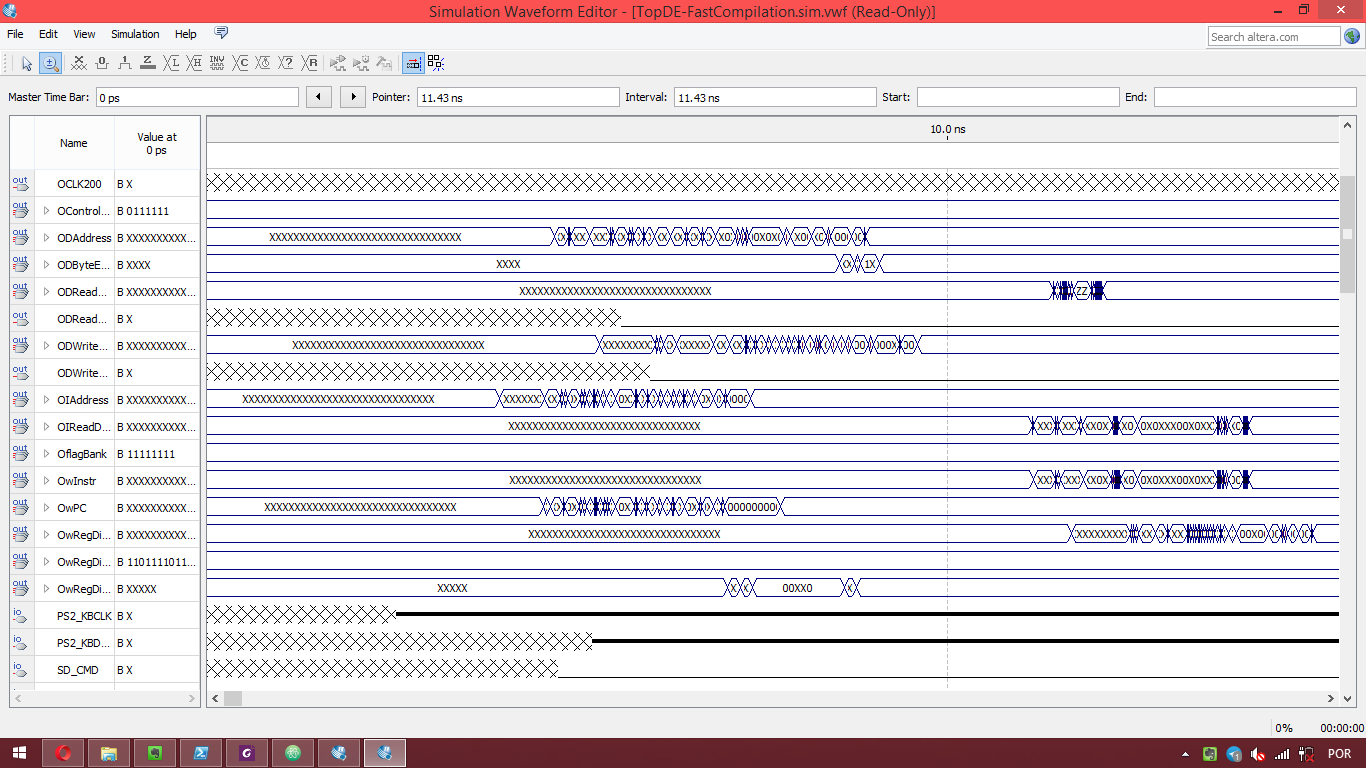 Simulation Waveform Editor - [TopDE-FastCompilation.sim.vwf (Read-Only)]
File Edit View Simulation Help
Search altera.com
Master Time Bar: 0 ps Pointer: 11.43 ns Interval: 11.43 ns Start: End:
Name Value at 0 ps
10.0 ns
out OCLK200 B X
out OControl... B 0111111
out ODAddress B XXXXXXXXXX...
XXXXXXXXXXXXXXXXXXXXXXXXXXXXXXXX
out ODByteE... B XXXX
XXXX 1X
out ODRead... B XXXXXXXXXX...
XXXXXXXXXXXXXXXXXXXXXXXXXXXXXXXX ZZ
out ODRead... B X
out ODWrite... B XXXXXXXXXX...
XXXXXXXXXXXXXXXXXXXXXXXXXXXXXXXX
out ODWrite... B X
out OIAddress B XXXXXXXXXX...
XXXXXXXXXXXXXXXXXXXXXXXXXXXXXXXX
out OIReadD... B XXXXXXXXXX...
XXXXXXXXXXXXXXXXXXXXXXXXXXXXXXXX 0X0XXX00X0XX
out OflagBank B 11111111
out OwInstr B XXXXXXXXXX...
XXXXXXXXXXXXXXXXXXXXXXXXXXXXXXXX 0X0XXX00X0XX
out OwPC B XXXXXXXXXX...
XXXXXXXXXXXXXXXXXXXXXXXXXXXXXXXX 00000000
out OwRegDi... B XXXXXXXXXX...
XXXXXXXXXXXXXXXXXXXXXXXXXXXXXXXX
out OwRegDi... B 1101111011...
out OwRegDi... B XXXXX
XXXXX X X 00XX0 X
io PS2_KBCLK B X
io PS2_KBD... B X
io SD_CMD B X
0% 00:00:00
POR